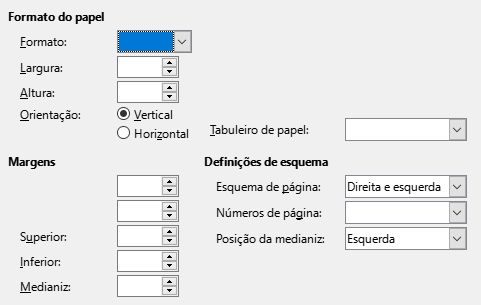 Formato do papel
Formato:
Largura:
Altura:
Orientação: Vertical
Horizontal
Tabuleiro de papel:
Margens
Definições de esquema
Esquema de página: Direita e esquerda
Números de página:
Superior:
Posição da medianiz: Esquerda
Inferior:
Medianiz: